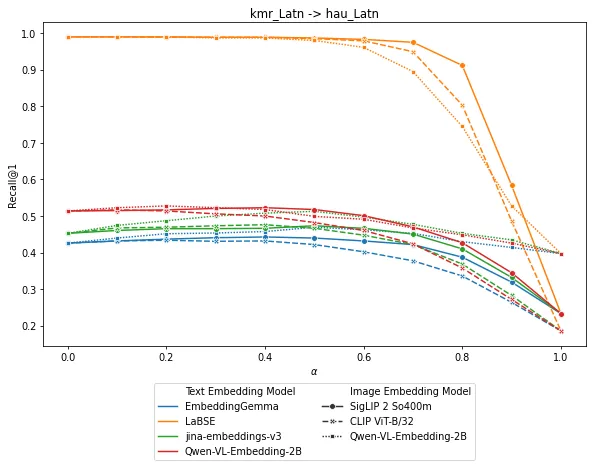 kmr_Latn -> hau_Latn
Recall@1
1.0
0.9
0.8
0.7
0.6
0.5
0.4
0.3
0.2
0.0 0.2 0.4 0.6 0.8 1.0
α
Text Embedding Model
EmbeddingGemma
LaBSE
jina-embeddings-v3
Qwen-VL-Embedding-2B
Image Embedding Model
SigLIP 2 So400m
CLIP ViT-B/32
Qwen-VL-Embedding-2B